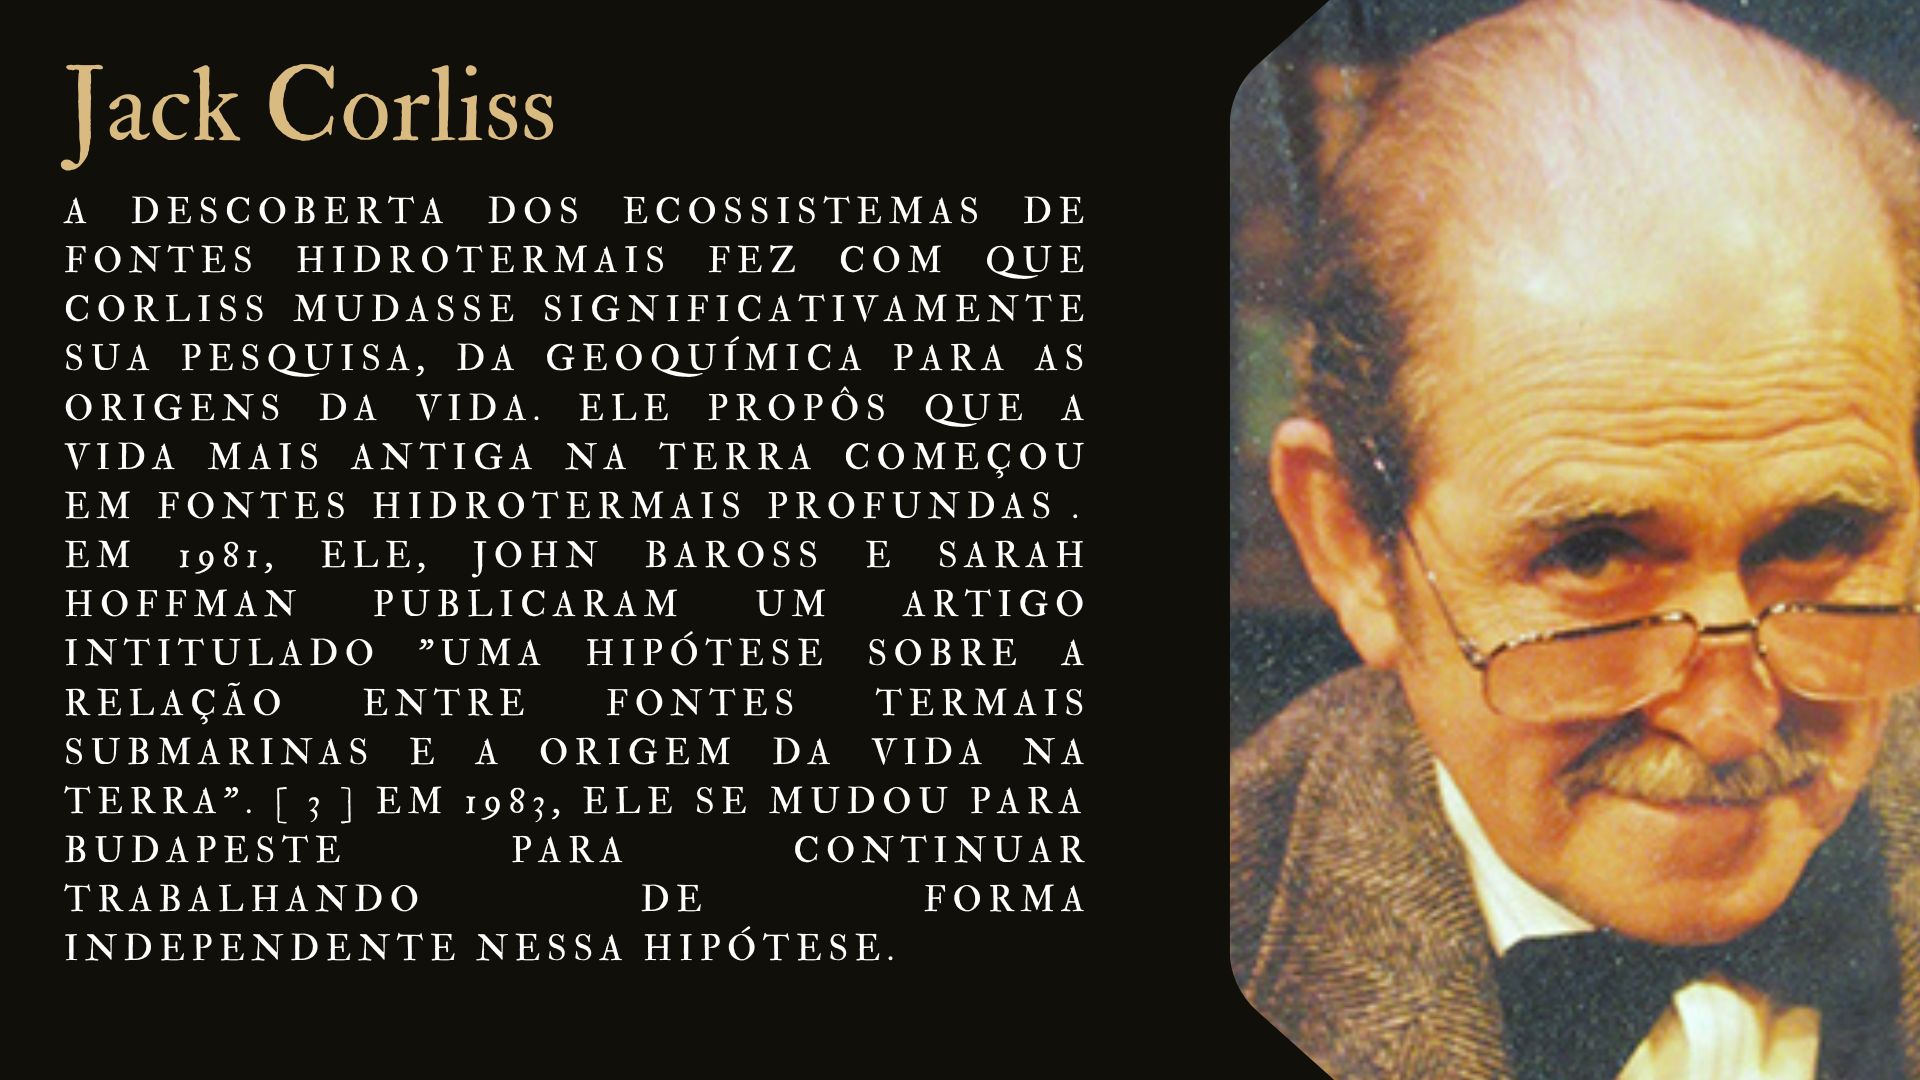 Jack Corliss
A DESCOBERTA DOS ECOSSISTEMAS DE
FONTES HIDROTERMAIS FEZ COM QUE
CORLISS MUDASSE SIGNIFICATIVAMENTE
SUA PESQUISA, DA GEOQUÍMICA PARA AS
ORIGENS DA VIDA. ELE PROPÔS QUE A
VIDA MAIS ANTIGA NA TERRA COMEÇOU
EM FONTES HIDROTERMAIS PROFUNDAS .
EM 1981, ELE, JOHN BAROSS E SARAH
HOFFMAN PUBLICARAM UM ARTIGO
INTITULADO ”UMA HIPÓTESE SOBRE A
RELAÇÃO ENTRE FONTES TERMAIS
SUBMARINAS E A ORIGEM DA VIDA NA
TERRA”. [ 3 ] EM 1983, ELE SE MUDOU PARA
BUDAPESTE PARA CONTINUAR
TRABALHANDO DE FORMA
INDEPENDENTE NESSA HIPÓTESE.